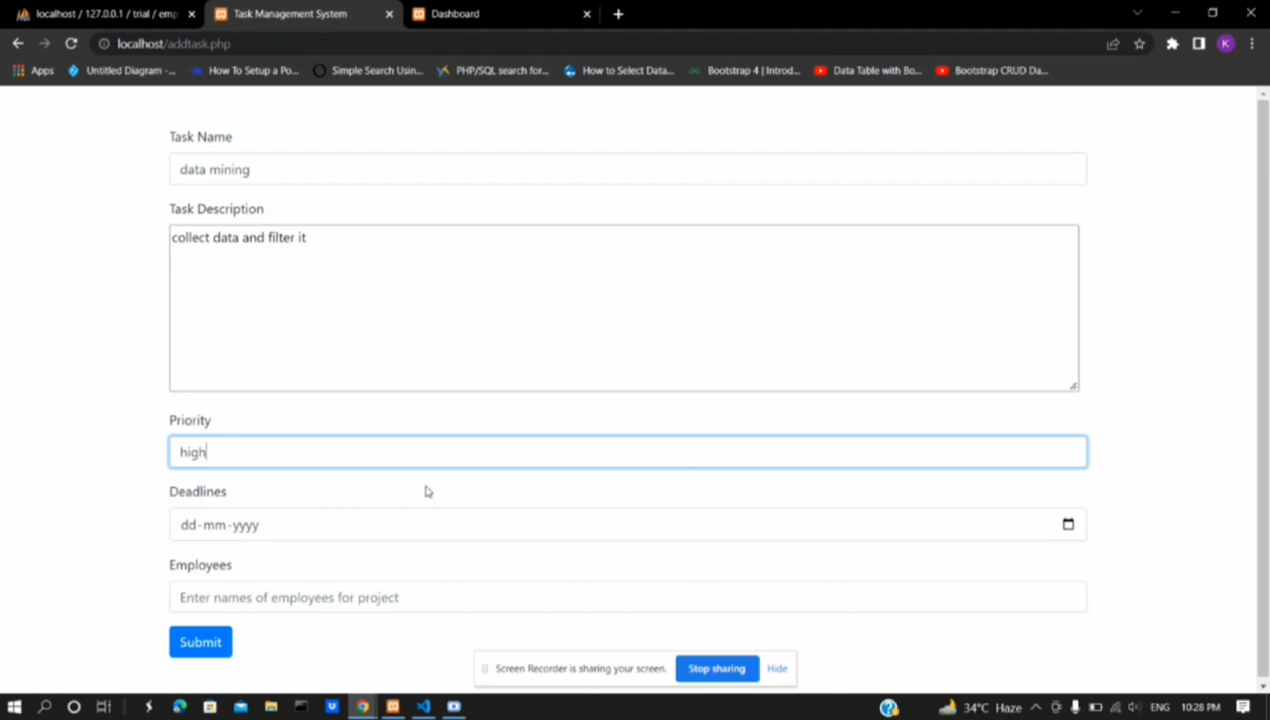 localhost / 127.0.0.1 / trial / emp
Task Management System
Dashboard
localhost/addtask.php
Apps
Untitled Diagram -...
How To Setup a Po...
Simple Search Usin...
PHP/SQL search for...
How to Select Data...
Bootstrap 4 | Introd...
Data Table with Bo...
Bootstrap CRUD Da...
K
Task Name
data mining
Task Description
collect data and filter it
Priority
high
Deadlines
dd-mm-yyyy
Employees
Enter names of employees for project
Submit
Screen Recorder is sharing your screen.
Stop sharing
Hide
34°C Haze
ENG
10:28 PM